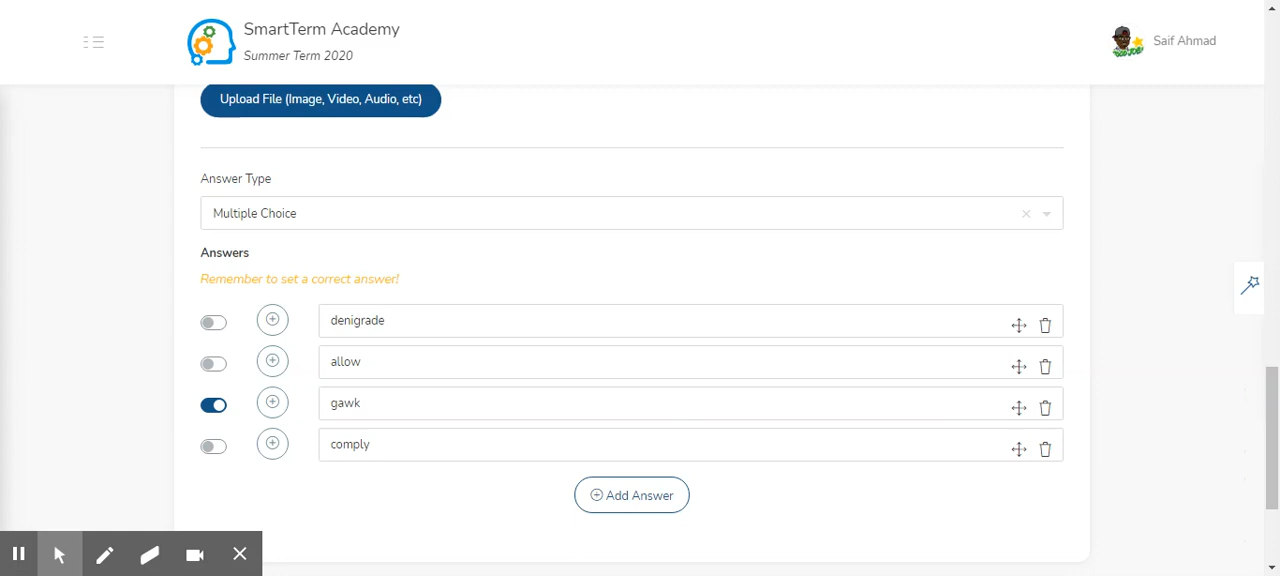 SmartTerm Academy
Summer Term 2020
Saif Ahmad
Upload File (Image, Video, Audio, etc)
Answer Type
Multiple Choice
Answers
Remember to set a correct answer!
denigrade
allow
gawk
comply
Add Answer